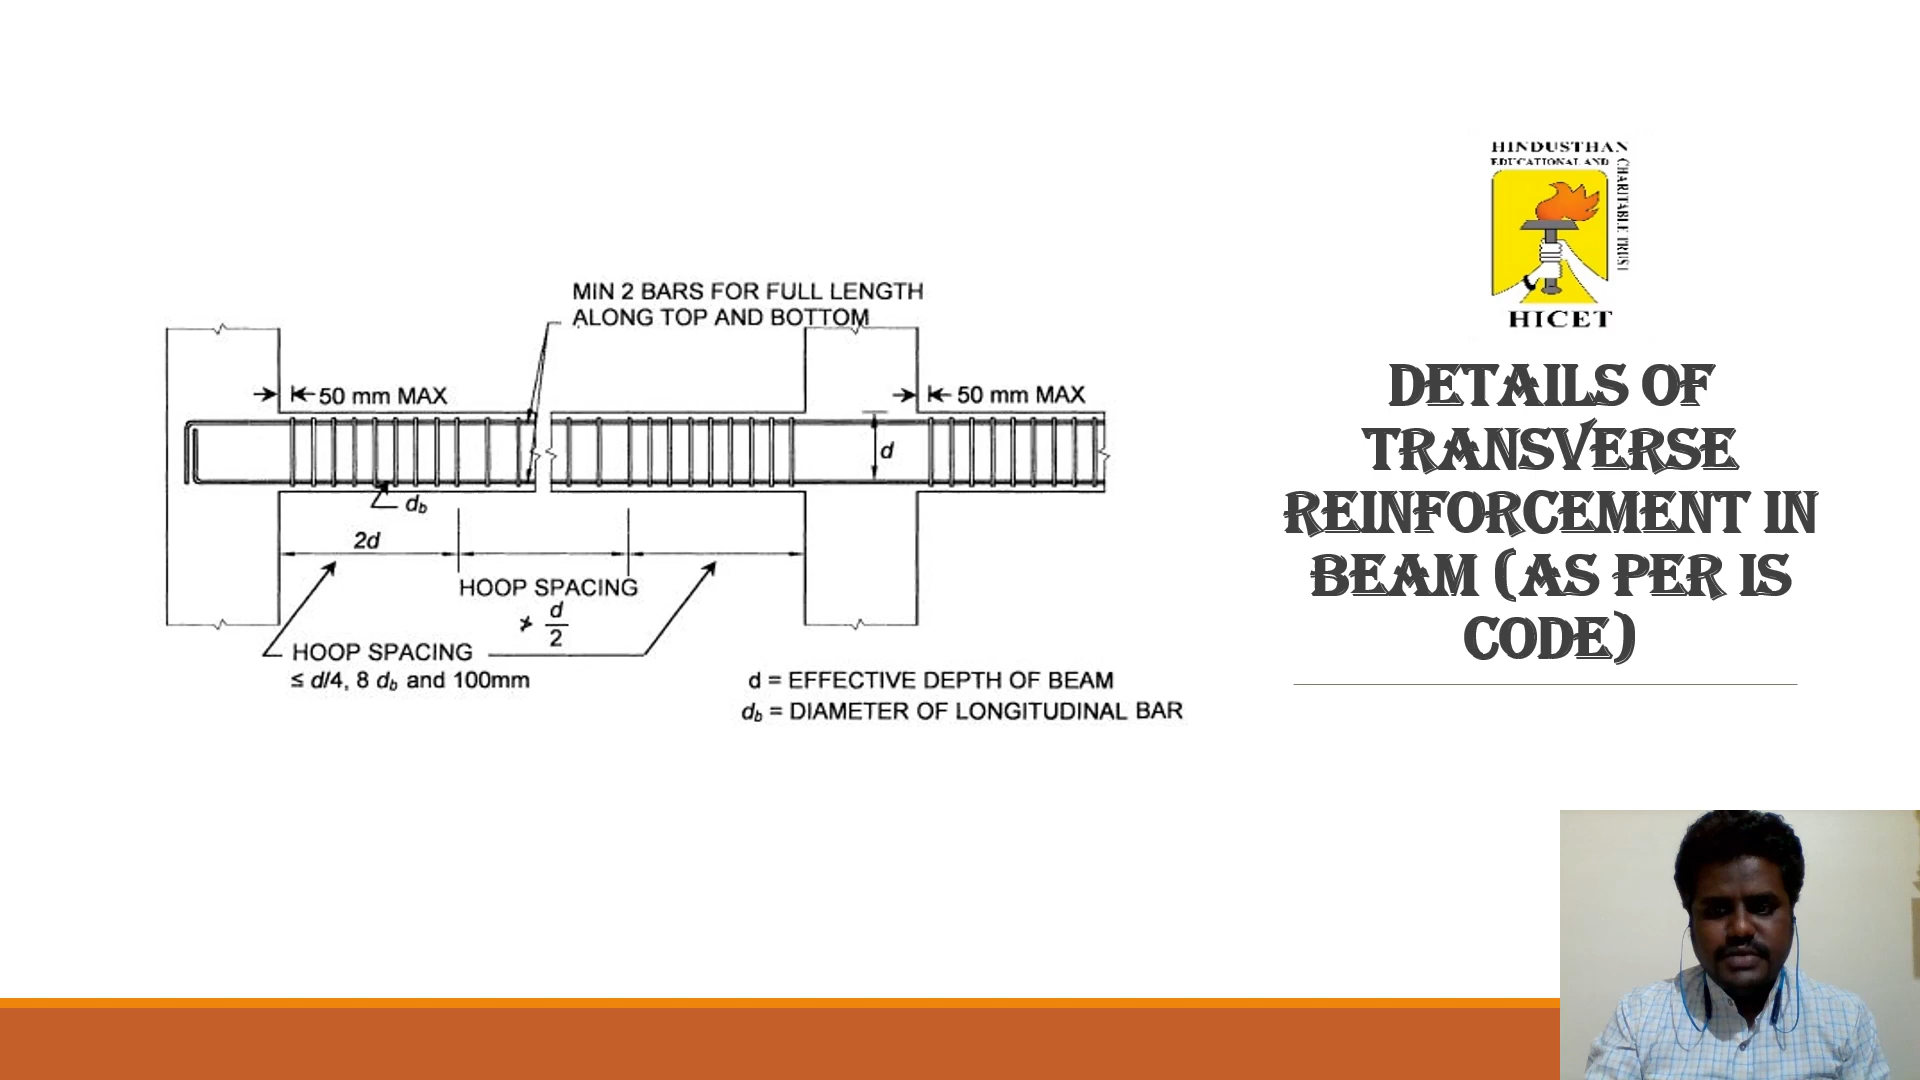 MIN 2 BARS FOR FULL LENGTH
ALONG TOP AND BOTTOM
50 mm MAX
50 mm MAX
d
db
2d
HOOP SPACING
≯ d/2
HOOP SPACING
≤ d/4, 8 db and 100mm
d = EFFECTIVE DEPTH OF BEAM
db = DIAMETER OF LONGITUDINAL BAR
HINDUSTHAN
EDUCATIONAL AND
CHARITABLE TRUST
HICET
DETAILS OF
TRANSVERSE
REINFORCEMENT IN
BEAM (AS PER IS
CODE)